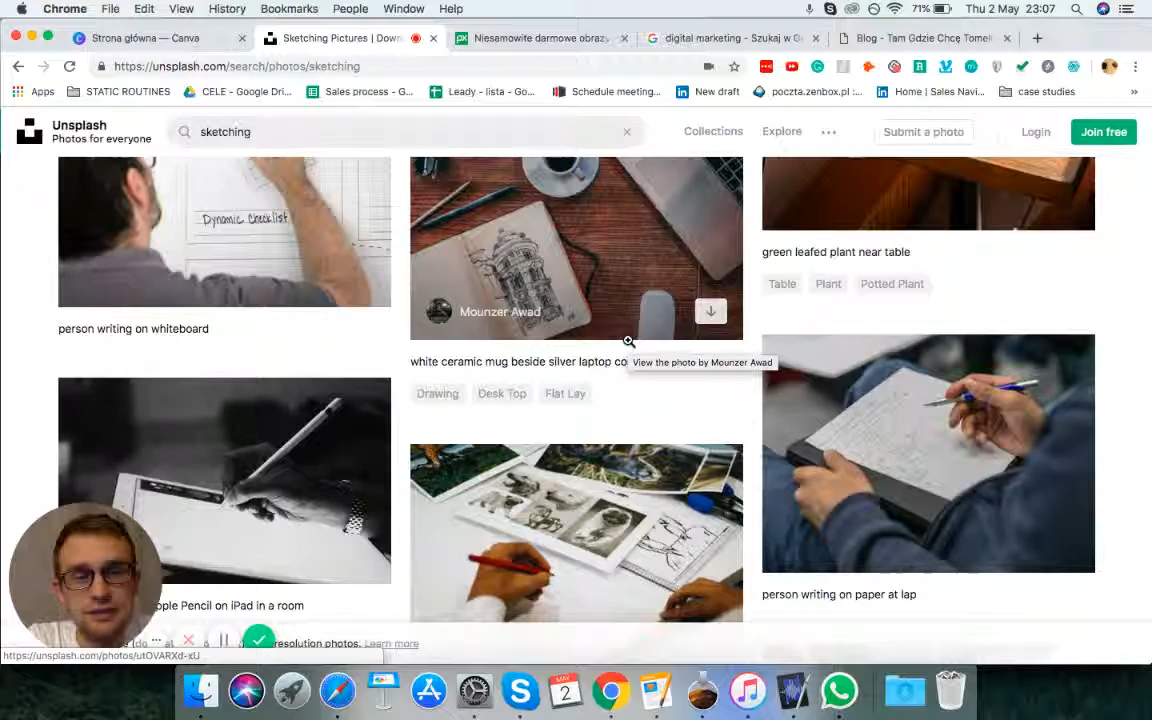 Chrome File Edit View History Bookmarks People Window Help 71% Thu 2 May 23:07
Strona główna — Canva
Sketching Pictures | Down
Niesamowite darmowe obrazy
digital marketing - Szukaj w G
Blog - Tam Gdzie Chcę Tomek
https://unsplash.com/search/photos/sketching
Apps STATIC ROUTINES CELE - Google Dri... Sales process - G... Leady - lista - Go... Schedule meeting... New draft poczta.zenbox.pl :... Home | Sales Navi... case studies »
Unsplash
Photos for everyone
sketching
Collections Explore Submit a photo Login Join free
Dynamic Checklist
Mounzer Awad
green leafed plant near table
Table Plant Potted Plant
person writing on whiteboard
white ceramic mug beside silver laptop co
View the photo by Mounzer Awad
Drawing Desk Top Flat Lay
person writing on paper at lap
pple Pencil on iPad in a room
resolution photos. Learn more
https://unsplash.com/photos/utOVARXd-xU
MAY
2